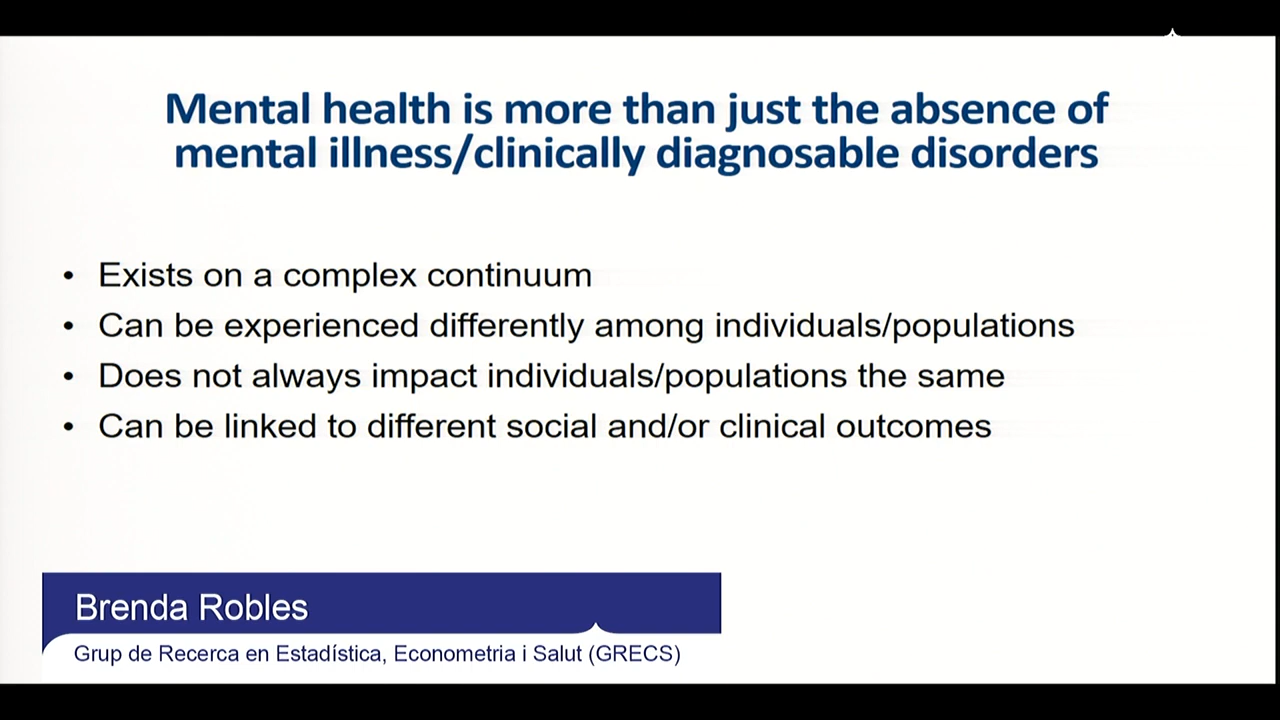 Mental health is more than just the absence of
mental illness/clinically diagnosable disorders
• Exists on a complex continuum
• Can be experienced differently among individuals/populations
• Does not always impact individuals/populations the same
• Can be linked to different social and/or clinical outcomes
Brenda Robles
Grup de Recerca en Estadística, Econometria i Salut (GRECS)